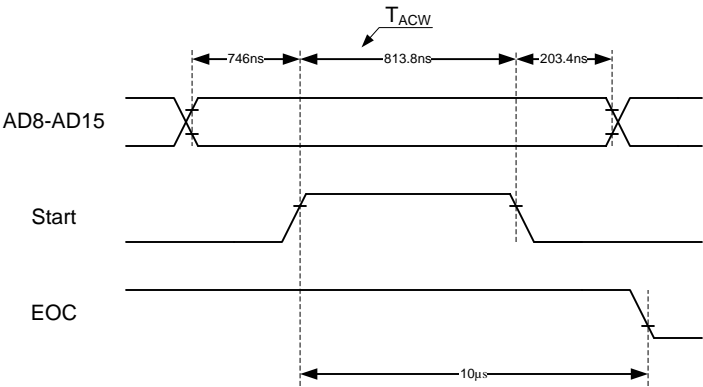 TACW
746ns 813.8ns 203.4ns
AD8-AD15
Start
EOC
10μs